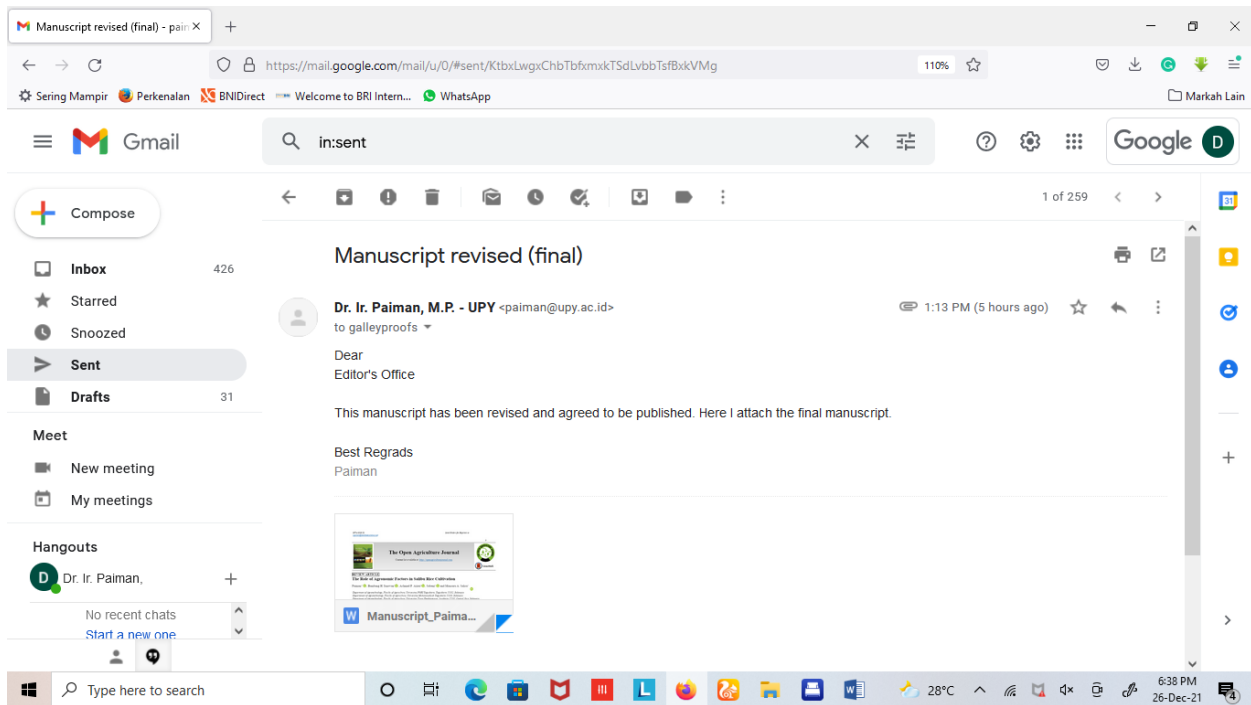 Manuscript revised (final) - pain
https://mail.google.com/mail/u/0/#sent/KtbxLwgxChbTbfxmxkTSdLvbbTsfBxkVMg
110%
Sering Mampir Perkenalan BNIDirect Welcome to BRI Intern... WhatsApp Markah Lain
Gmail
in:sent
Google D
Compose
1 of 259
31
Inbox 426
Starred
Snoozed
Sent
Drafts 31
Meet
New meeting
My meetings
Hangouts
D Dr. Ir. Paiman,
No recent chats
Start a new one
Manuscript revised (final)
Dr. Ir. Paiman, M.P. - UPY <paiman@upy.ac.id> 1:13 PM (5 hours ago)
to galleyproofs
Dear
Editor's Office
This manuscript has been revised and agreed to be published. Here I attach the final manuscript.
Best Regrads
Paiman
The Open Agriculture Journal
The Role of Agronomic Factors in Salibu Rice Cultivation
W Manuscript_Paima...
Type here to search
28°C
6:38 PM
26-Dec-21
4